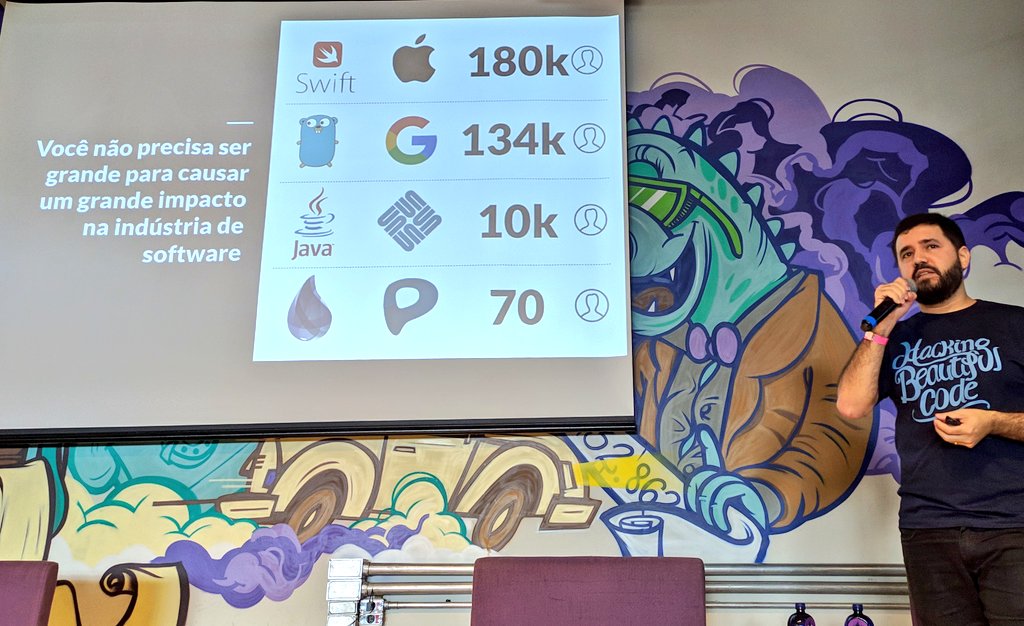 Você não precisa ser
grande para causar
um grande impacto
na indústria de
software
Swift
180k
G
134k
Java
SUN
10k
70
Hacking
Beautiful
Code